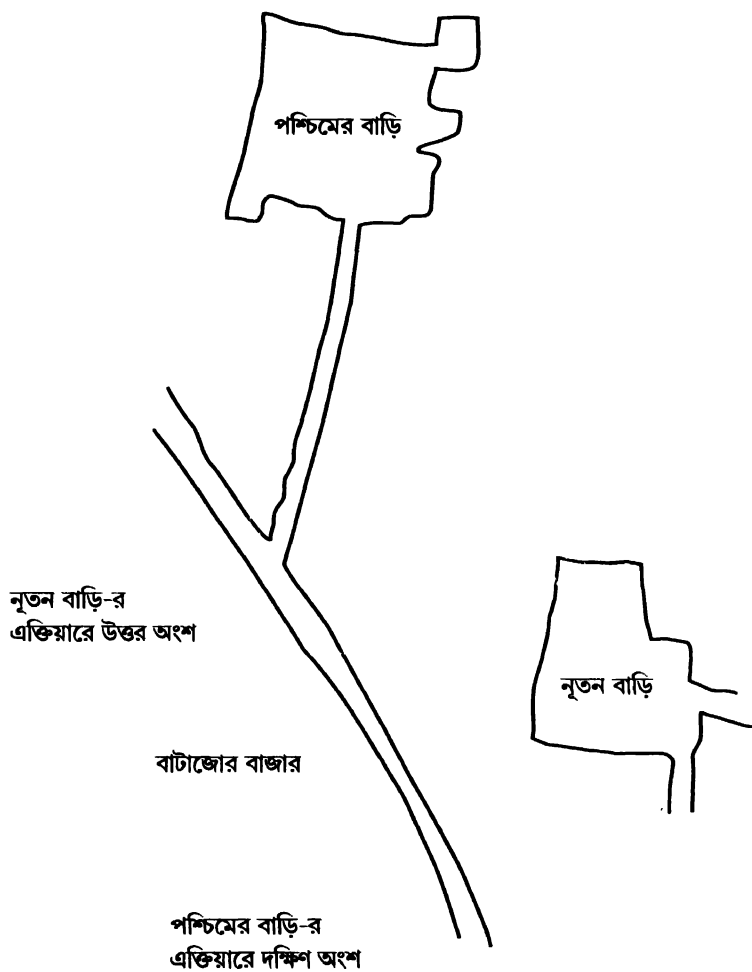 পশ্চিমের বাড়ি
নূতন বাড়ি-র
এক্তিয়ারে উত্তর অংশ
নূতন বাড়ি
বাটাজোর বাজার
পশ্চিমের বাড়ি-র
এক্তিয়ারে দক্ষিণ অংশ